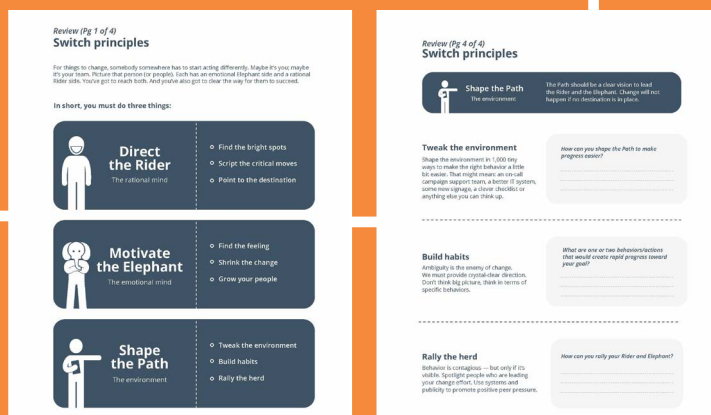 Review (Pg 1 of 4)
Switch principles
For things to change, somebody somewhere has to start acting differently. Maybe it's you; maybe
it's your team. Picture that person (or people). Each has an emotional Elephant side and a rational
Rider side. You've got to reach both. And you've also got to clear the way for them to succeed.
In short, you must do three things:
Direct
the Rider
The rational mind
Find the bright spots
Script the critical moves
Point to the destination
Motivate
the Elephant
The emotional mind
Find the feeling
Shrink the change
Grow your people
Shape
the Path
The environment
Tweak the environment
Build habits
Rally the herd
Review (Pg 4 of 4)
Switch principles
Shape the Path
The environment
The Path should be a clear vision to lead
the Rider and the Elephant. Change will not
happen if no destination is in place.
Tweak the environment
Shape the environment in 1,000 tiny
ways to make the right behavior a little
bit easier. That might mean: an on-call
campaign support team, a better IT system,
some new signage, a clever checklist or
anything else you can think up.
How can you shape the Path to make
progress easier?
Build habits
Ambiguity is the enemy of change.
We must provide crystal-clear direction.
Don't think big picture, think in terms of
specific behaviors.
What are one or two behaviors/actions
that would create rapid progress toward
your goal?
Rally the herd
Behavior is contagious — but only if it's
visible. Spotlight people who are leading
your change effort. Use systems and
publicity to promote positive peer pressure.
How can you rally your Rider and Elephant?